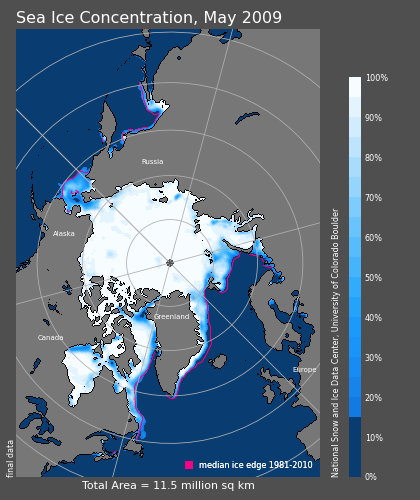 Sea Ice Concentration, May 2009
Russia
Alaska
Greenland
Canada
Europe
median ice edge 1981-2010
final data
Total Area = 11.5 million sq km
National Snow and Ice Data Center, University of Colorado Boulder
100%
90%
80%
70%
60%
50%
40%
30%
20%
10%
0%